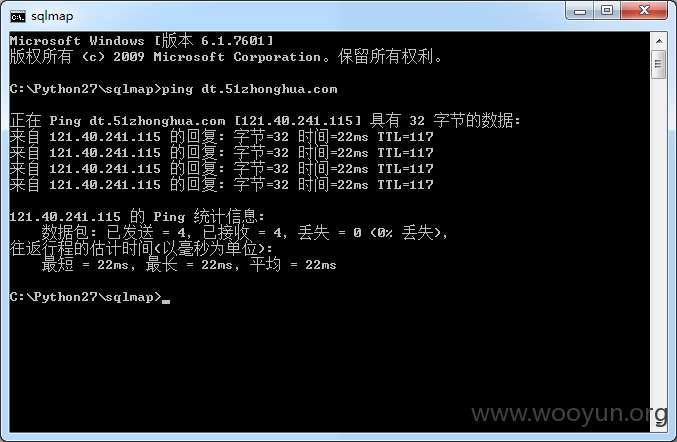 sqlmap
Microsoft Windows [版本 6.1.7601]
版权所有 (c) 2009 Microsoft Corporation。保留所有权利。
C:\Python27\sqlmap>ping dt.51zhonghua.com
正在 Ping dt.51zhonghua.com [121.40.241.115] 具有 32 字节的数据:
来自 121.40.241.115 的回复: 字节=32 时间=22ms TTL=117
来自 121.40.241.115 的回复: 字节=32 时间=22ms TTL=117
来自 121.40.241.115 的回复: 字节=32 时间=22ms TTL=117
来自 121.40.241.115 的回复: 字节=32 时间=22ms TTL=117
121.40.241.115 的 Ping 统计信息:
数据包: 已发送 = 4, 已接收 = 4, 丢失 = 0 (0% 丢失),
往返行程的估计时间(以毫秒为单位):
最短 = 22ms, 最长 = 22ms, 平均 = 22ms
C:\Python27\sqlmap>
www.wooyun.org